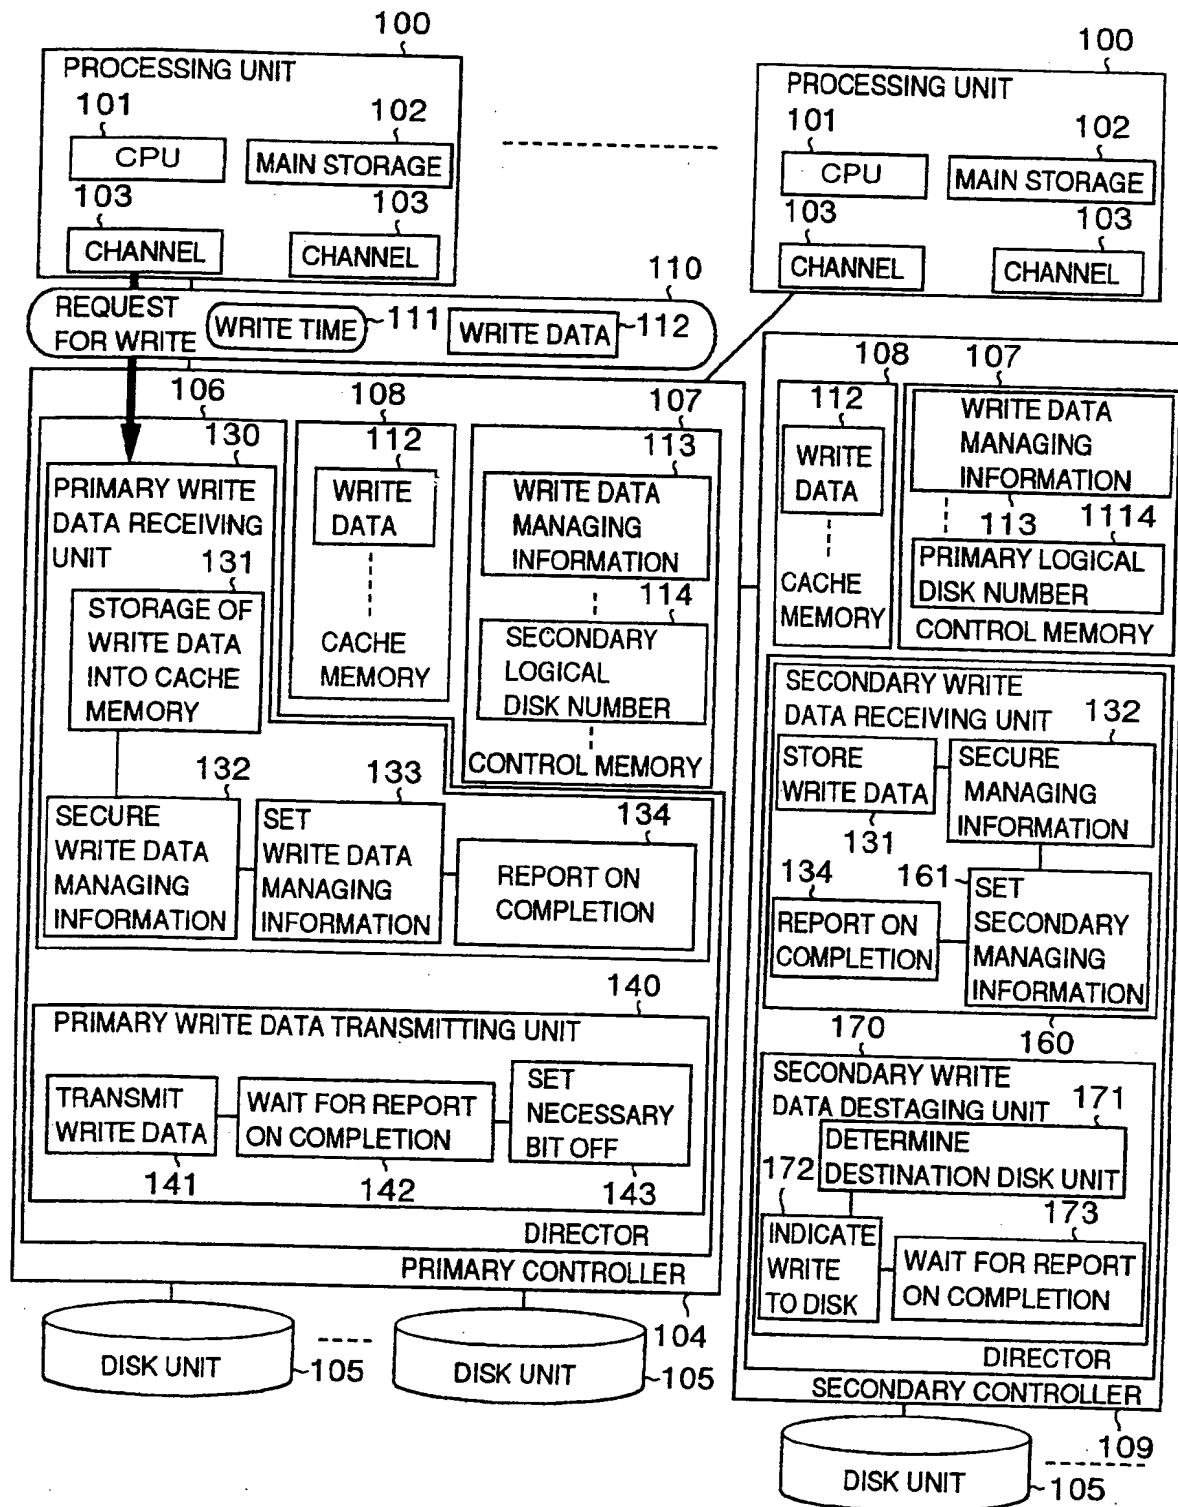 100
PROCESSING UNIT
101
102
CPU
MAIN STORAGE
103
103
CHANNEL
CHANNEL
100
PROCESSING UNIT
101
102
CPU
MAIN STORAGE
103
103
CHANNEL
CHANNEL
110
REQUEST
FOR WRITE
WRITE TIME
111
WRITE DATA
112
106
108
107
130
112
113
PRIMARY WRITE
DATA RECEIVING
UNIT
131
STORAGE OF
WRITE DATA
INTO CACHE
MEMORY
WRITE
DATA
CACHE
MEMORY
WRITE DATA
MANAGING
INFORMATION
114
SECONDARY
LOGICAL
DISK NUMBER
CONTROL MEMORY
132
133
134
SECURE
WRITE DATA
MANAGING
INFORMATION
SET
WRITE DATA
MANAGING
INFORMATION
REPORT ON
COMPLETION
140
PRIMARY WRITE DATA TRANSMITTING UNIT
TRANSMIT
WRITE DATA
WAIT FOR REPORT
ON COMPLETION
SET
NECESSARY
BIT OFF
141
142
143
DIRECTOR
PRIMARY CONTROLLER
104
DISK UNIT
105
DISK UNIT
105
108
107
112
WRITE
DATA
CACHE
MEMORY
WRITE DATA
MANAGING
INFORMATION
113
1114
PRIMARY LOGICAL
DISK NUMBER
CONTROL MEMORY
SECONDARY WRITE
DATA RECEIVING UNIT
132
STORE
WRITE DATA
131
SECURE
MANAGING
INFORMATION
134
161
REPORT ON
COMPLETION
SET
SECONDARY
MANAGING
INFORMATION
170
160
SECONDARY WRITE
DATA DESTAGING UNIT
171
DETERMINE
DESTINATION DISK UNIT
172
173
INDICATE
WRITE
TO DISK
WAIT FOR REPORT
ON COMPLETION
DIRECTOR
SECONDARY CONTROLLER
109
DISK UNIT
105